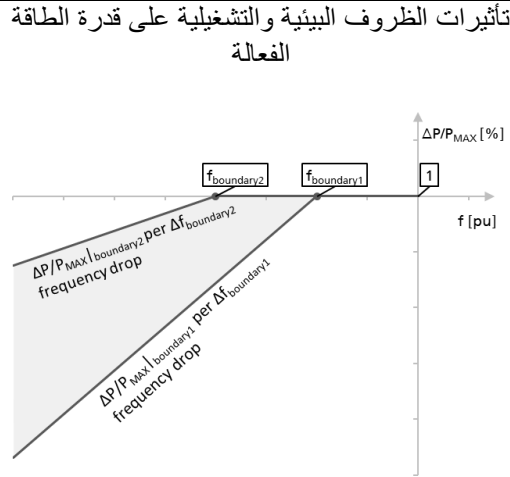 تأثيرات الظروف البيئية والتشغيلية على قدرة الطاقة
الفعالة
ΔP/PMAX [%]
fboundary2
fboundary1
1
f [pu]
ΔP/PMAX|boundary2 per Δfboundary2
frequency drop
ΔP/PMAX|boundary1 per Δfboundary1
frequency drop